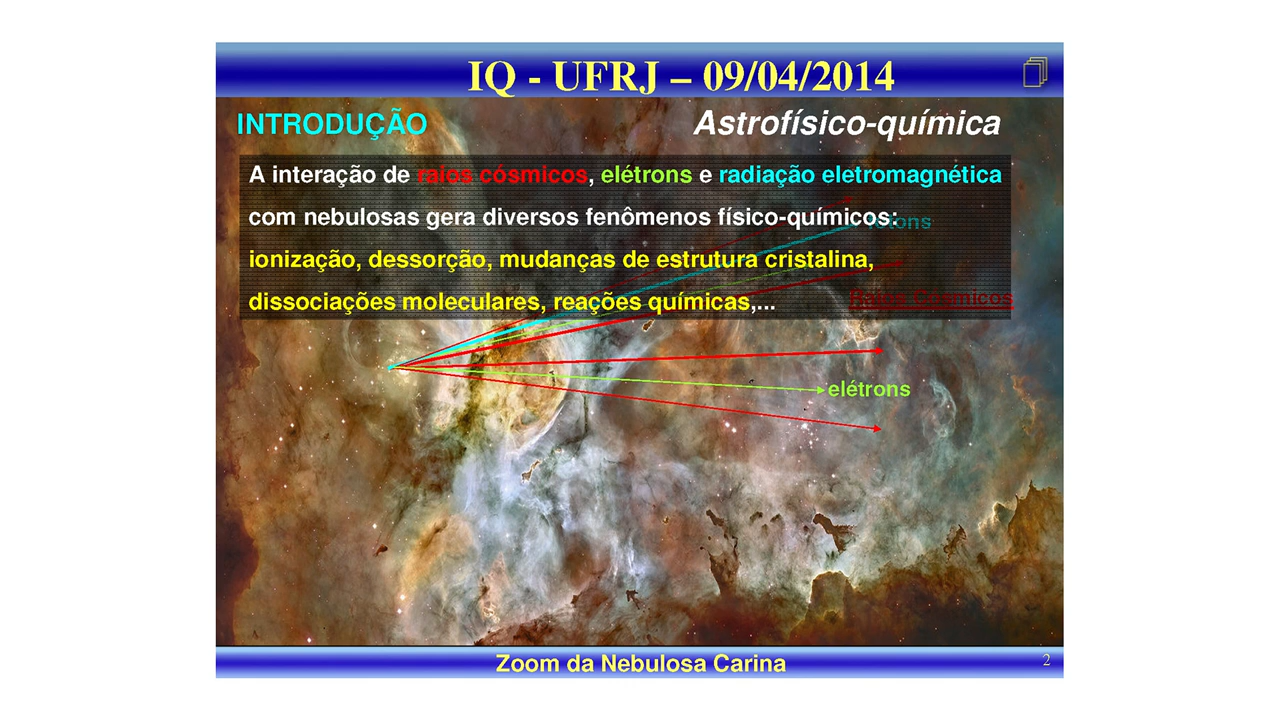 IQ - UFRJ – 09/04/2014
INTRODUÇÃO
Astrofísico-química
A interação de raios cósmicos, elétrons e radiação eletromagnética
com nebulosas gera diversos fenômenos físico-químicos:
fótons
ionização, dessorção, mudanças de estrutura cristalina,
dissociações moleculares, reações químicas,...
Raios Cósmicos
elétrons
Zoom da Nebulosa Carina
2